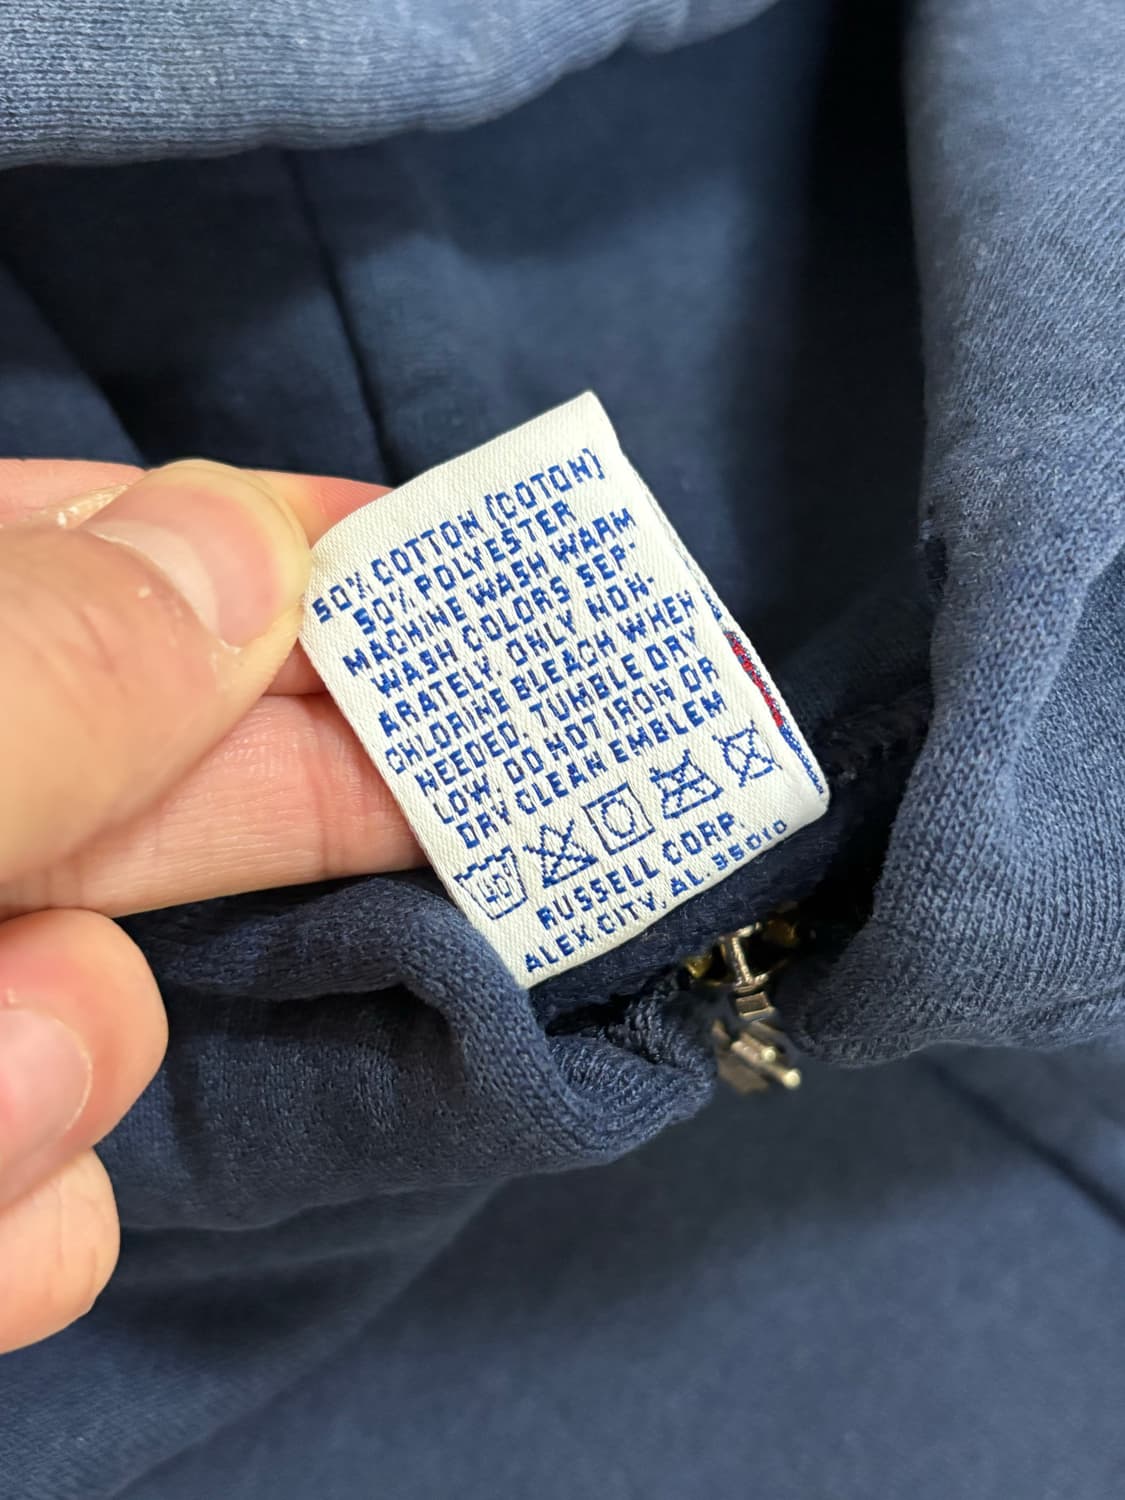 50% COTTON (COTON)
50% POLYESTER
MACHINE WASH WARM
WASH COLORS SEP-
ARATELY. ONLY NON-
CHLORINE BLEACH WHEN
NEEDED. TUMBLE DRY
LOW. DO NOT IRON OR
DRY CLEAN EMBLEM
40°
RUSSELL CORP.
ALEX CITY, AL. 35010